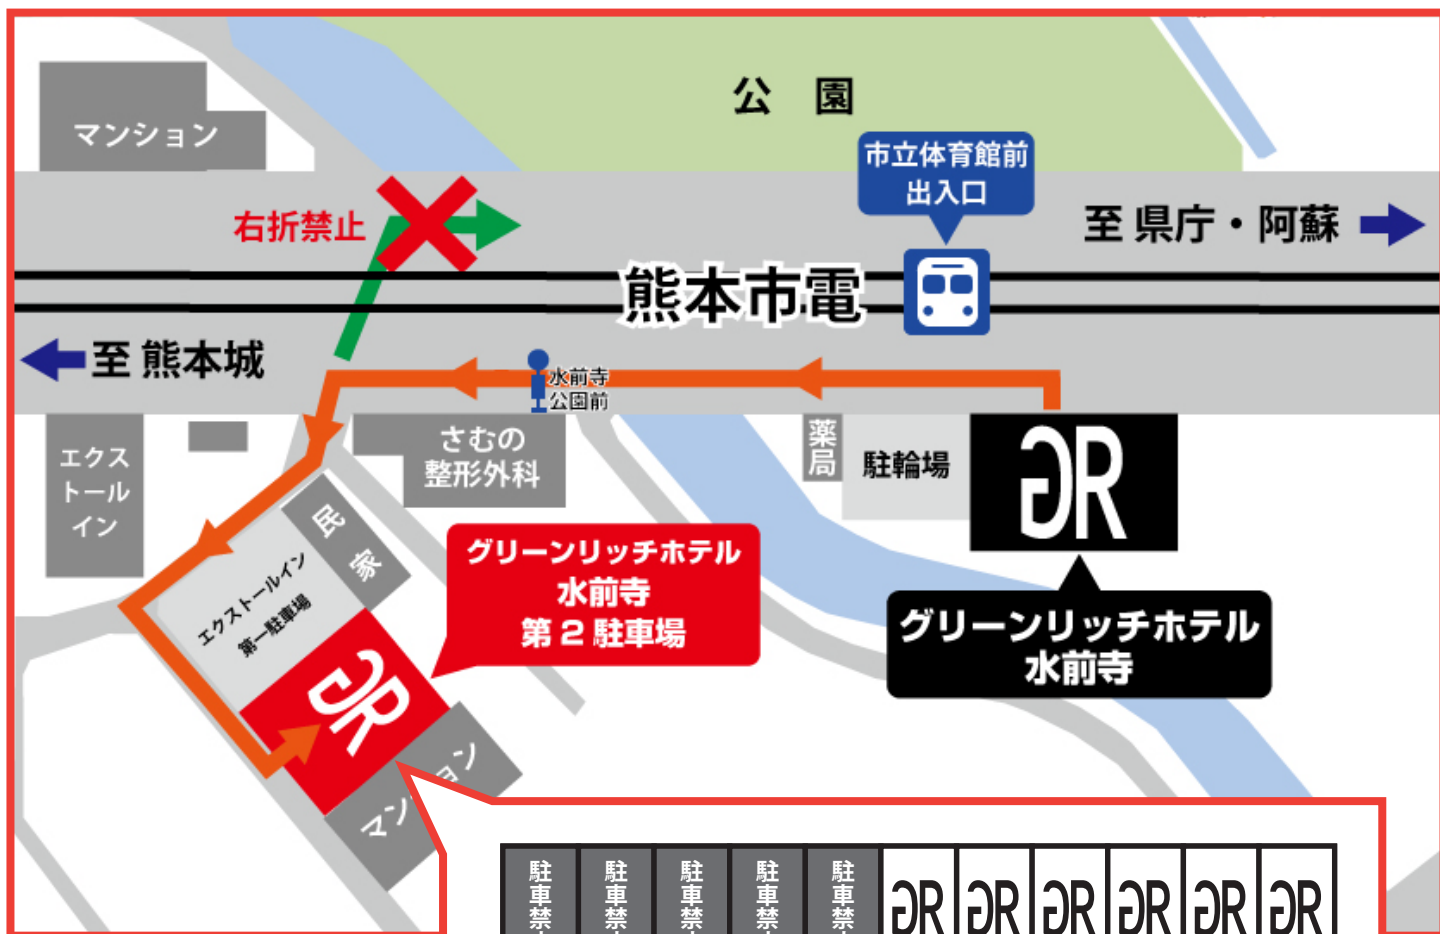 公 園
マンション
市立体育館前
出入口
右折禁止
至 県庁・阿蘇
熊本市電
至 熊本城
水前寺
公園前
エクス
トール
イン
さむの
整形外科
薬局
駐輪場
GR
民家
グリーンリッチホテル
水前寺
第2駐車場
グリーンリッチホテル
水前寺
エクストールイン
第一駐車場
GR
マンション
駐車禁 駐車禁 駐車禁 駐車禁 駐車禁 GR GR GR GR GR GR